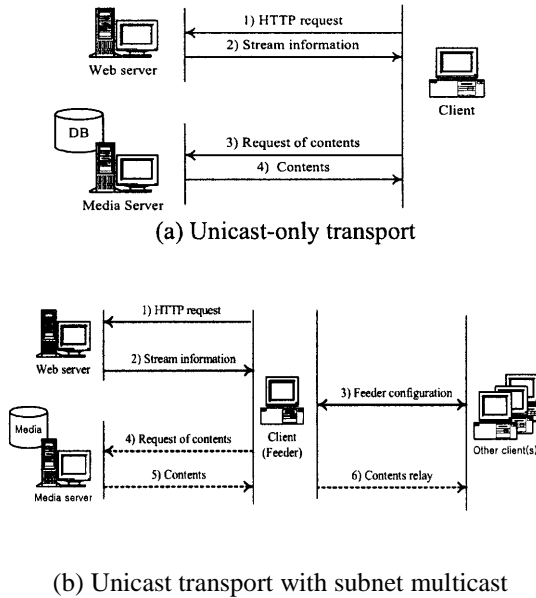 1) HTTP request
2) Stream information
Web server
Client
DB
3) Request of contents
4) Contents
Media Server
(a) Unicast-only transport
1) HTTP request
2) Stream information
Web server
3) Feeder configuration
Media
4) Request of contents
Client
(Feeder)
Other client(s)
5) Contents
6) Contents relay
Media server
(b) Unicast transport with subnet multicast